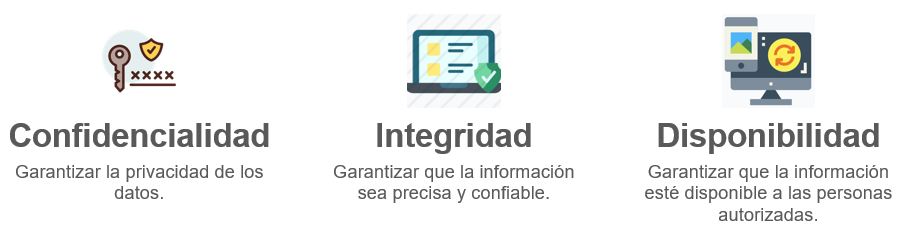 xxxx
Confidencialidad
Garantizar la privacidad de los
datos.
Integridad
Garantizar que la información
sea precisa y confiable.
Disponibilidad
Garantizar que la información
esté disponible a las personas
autorizadas.